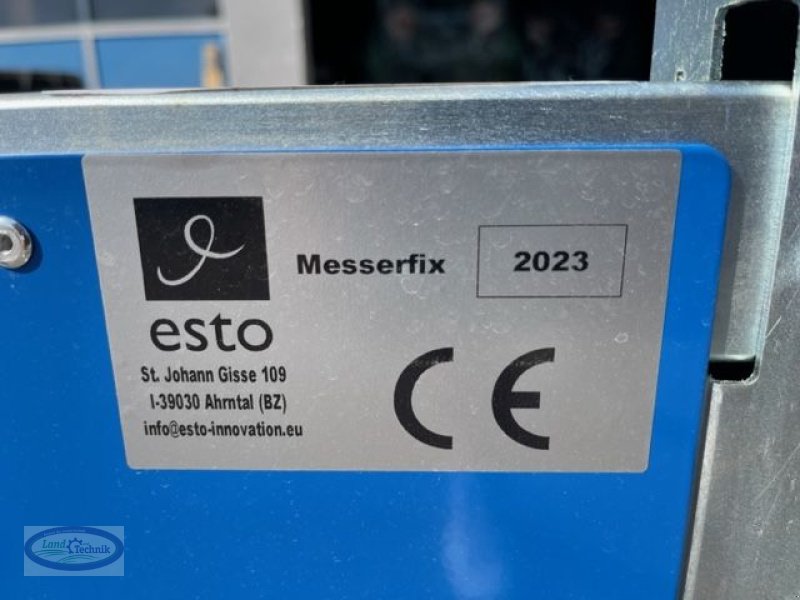 Messerfix
2023
esto
St. Johann Gisse 109
I-39030 Ahrntal (BZ)
info@esto-innovation.eu
CE
Land
Technik